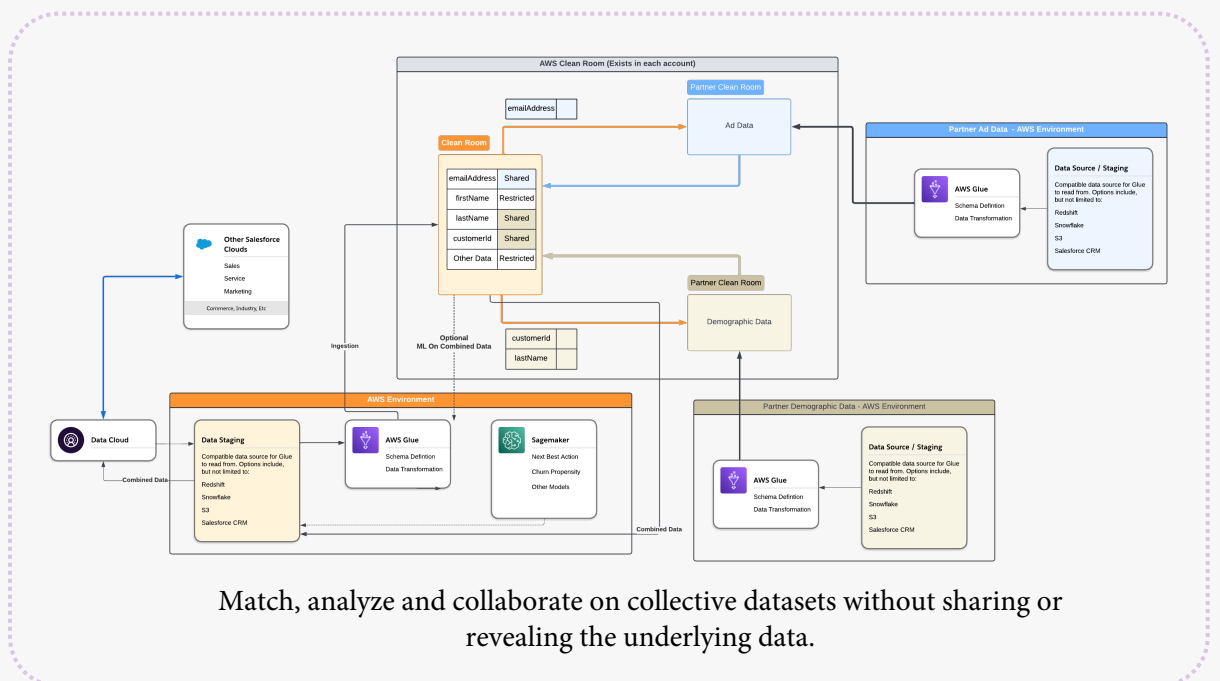 AWS Clean Room (Exists in each account)
Partner Clean Room
emailAddress
Ad Data
Clean Room
emailAddress Shared
firstName Restricted
lastName Shared
customerId Shared
Other Data Restricted
Partner Clean Room
Demographic Data
customerId
lastName
Optional
ML On Combined Data
Ingestion
Partner Ad Data - AWS Environment
AWS Glue
Schema Defintion
Data Transformation
Data Source / Staging
Compatible data source for Glue
to read from. Options include,
but not limited to:
Redshift
Snowflake
S3
Salesforce CRM
Other Salesforce
Clouds
Sales
Service
Marketing
Commerce, Industry, Etc
Data Cloud
Combined Data
AWS Environment
Data Staging
Compatible data source for Glue
to read from. Options include,
but not limited to:
Redshift
Snowflake
S3
Salesforce CRM
AWS Glue
Schema Defintion
Data Transformation
Sagemaker
Next Best Action
Churn Propensity
Other Models
Combined Data
Partner Demographic Data - AWS Environment
AWS Glue
Schema Defintion
Data Transformation
Data Source / Staging
Compatible data source for Glue
to read from. Options include,
but not limited to:
Redshift
Snowflake
S3
Salesforce CRM
Match, analyze and collaborate on collective datasets without sharing or
revealing the underlying data.